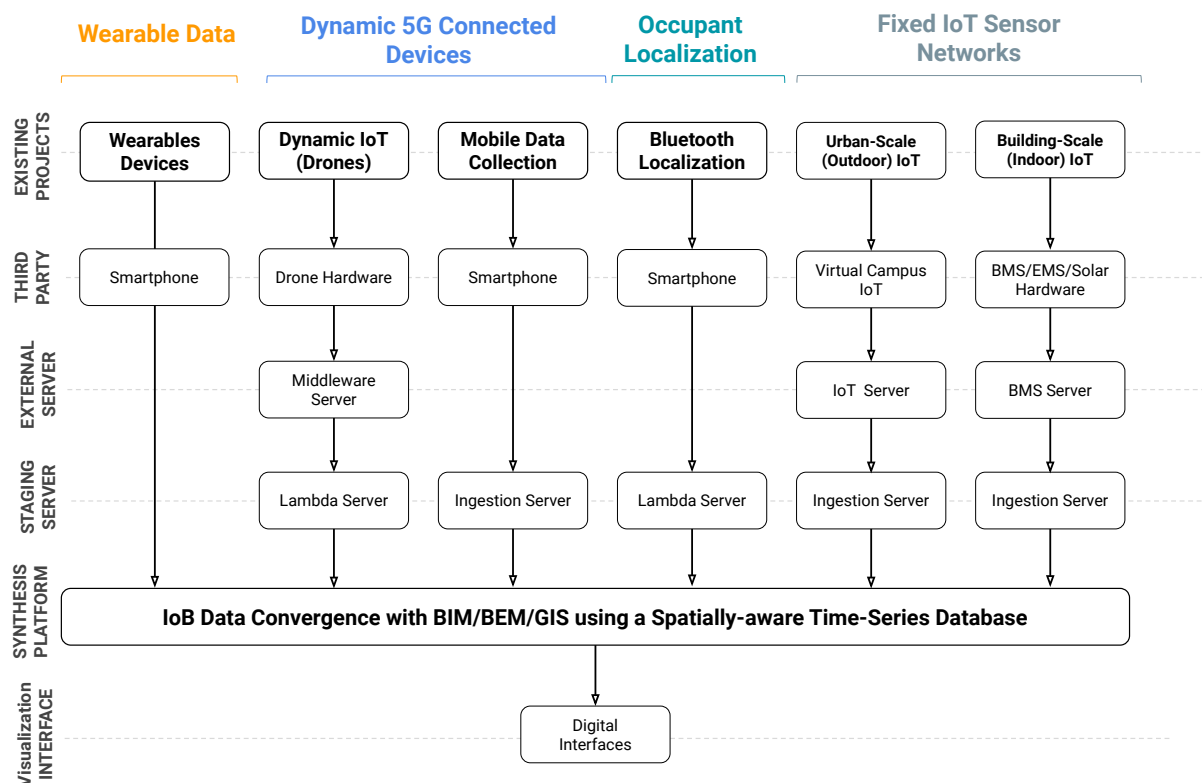 Wearable Data
Dynamic 5G Connected
Devices
Occupant
Localization
Fixed IoT Sensor
Networks
EXISTING
PROJECTS
Wearables
Devices
Dynamic IoT
(Drones)
Mobile Data
Collection
Bluetooth
Localization
Urban-Scale
(Outdoor) IoT
Building-Scale
(Indoor) IoT
THIRD
PARTY
Smartphone
Drone Hardware
Smartphone
Smartphone
Virtual Campus
IoT
BMS/EMS/Solar
Hardware
EXTERNAL
SERVER
Middleware
Server
IoT Server
BMS Server
STAGING
SERVER
Lambda Server
Ingestion Server
Lambda Server
Ingestion Server
Ingestion Server
SYNTHESIS
PLATFORM
IoB Data Convergence with BIM/BEM/GIS using a Spatially-aware Time-Series Database
Visualization
INTERFACE
Digital
Interfaces